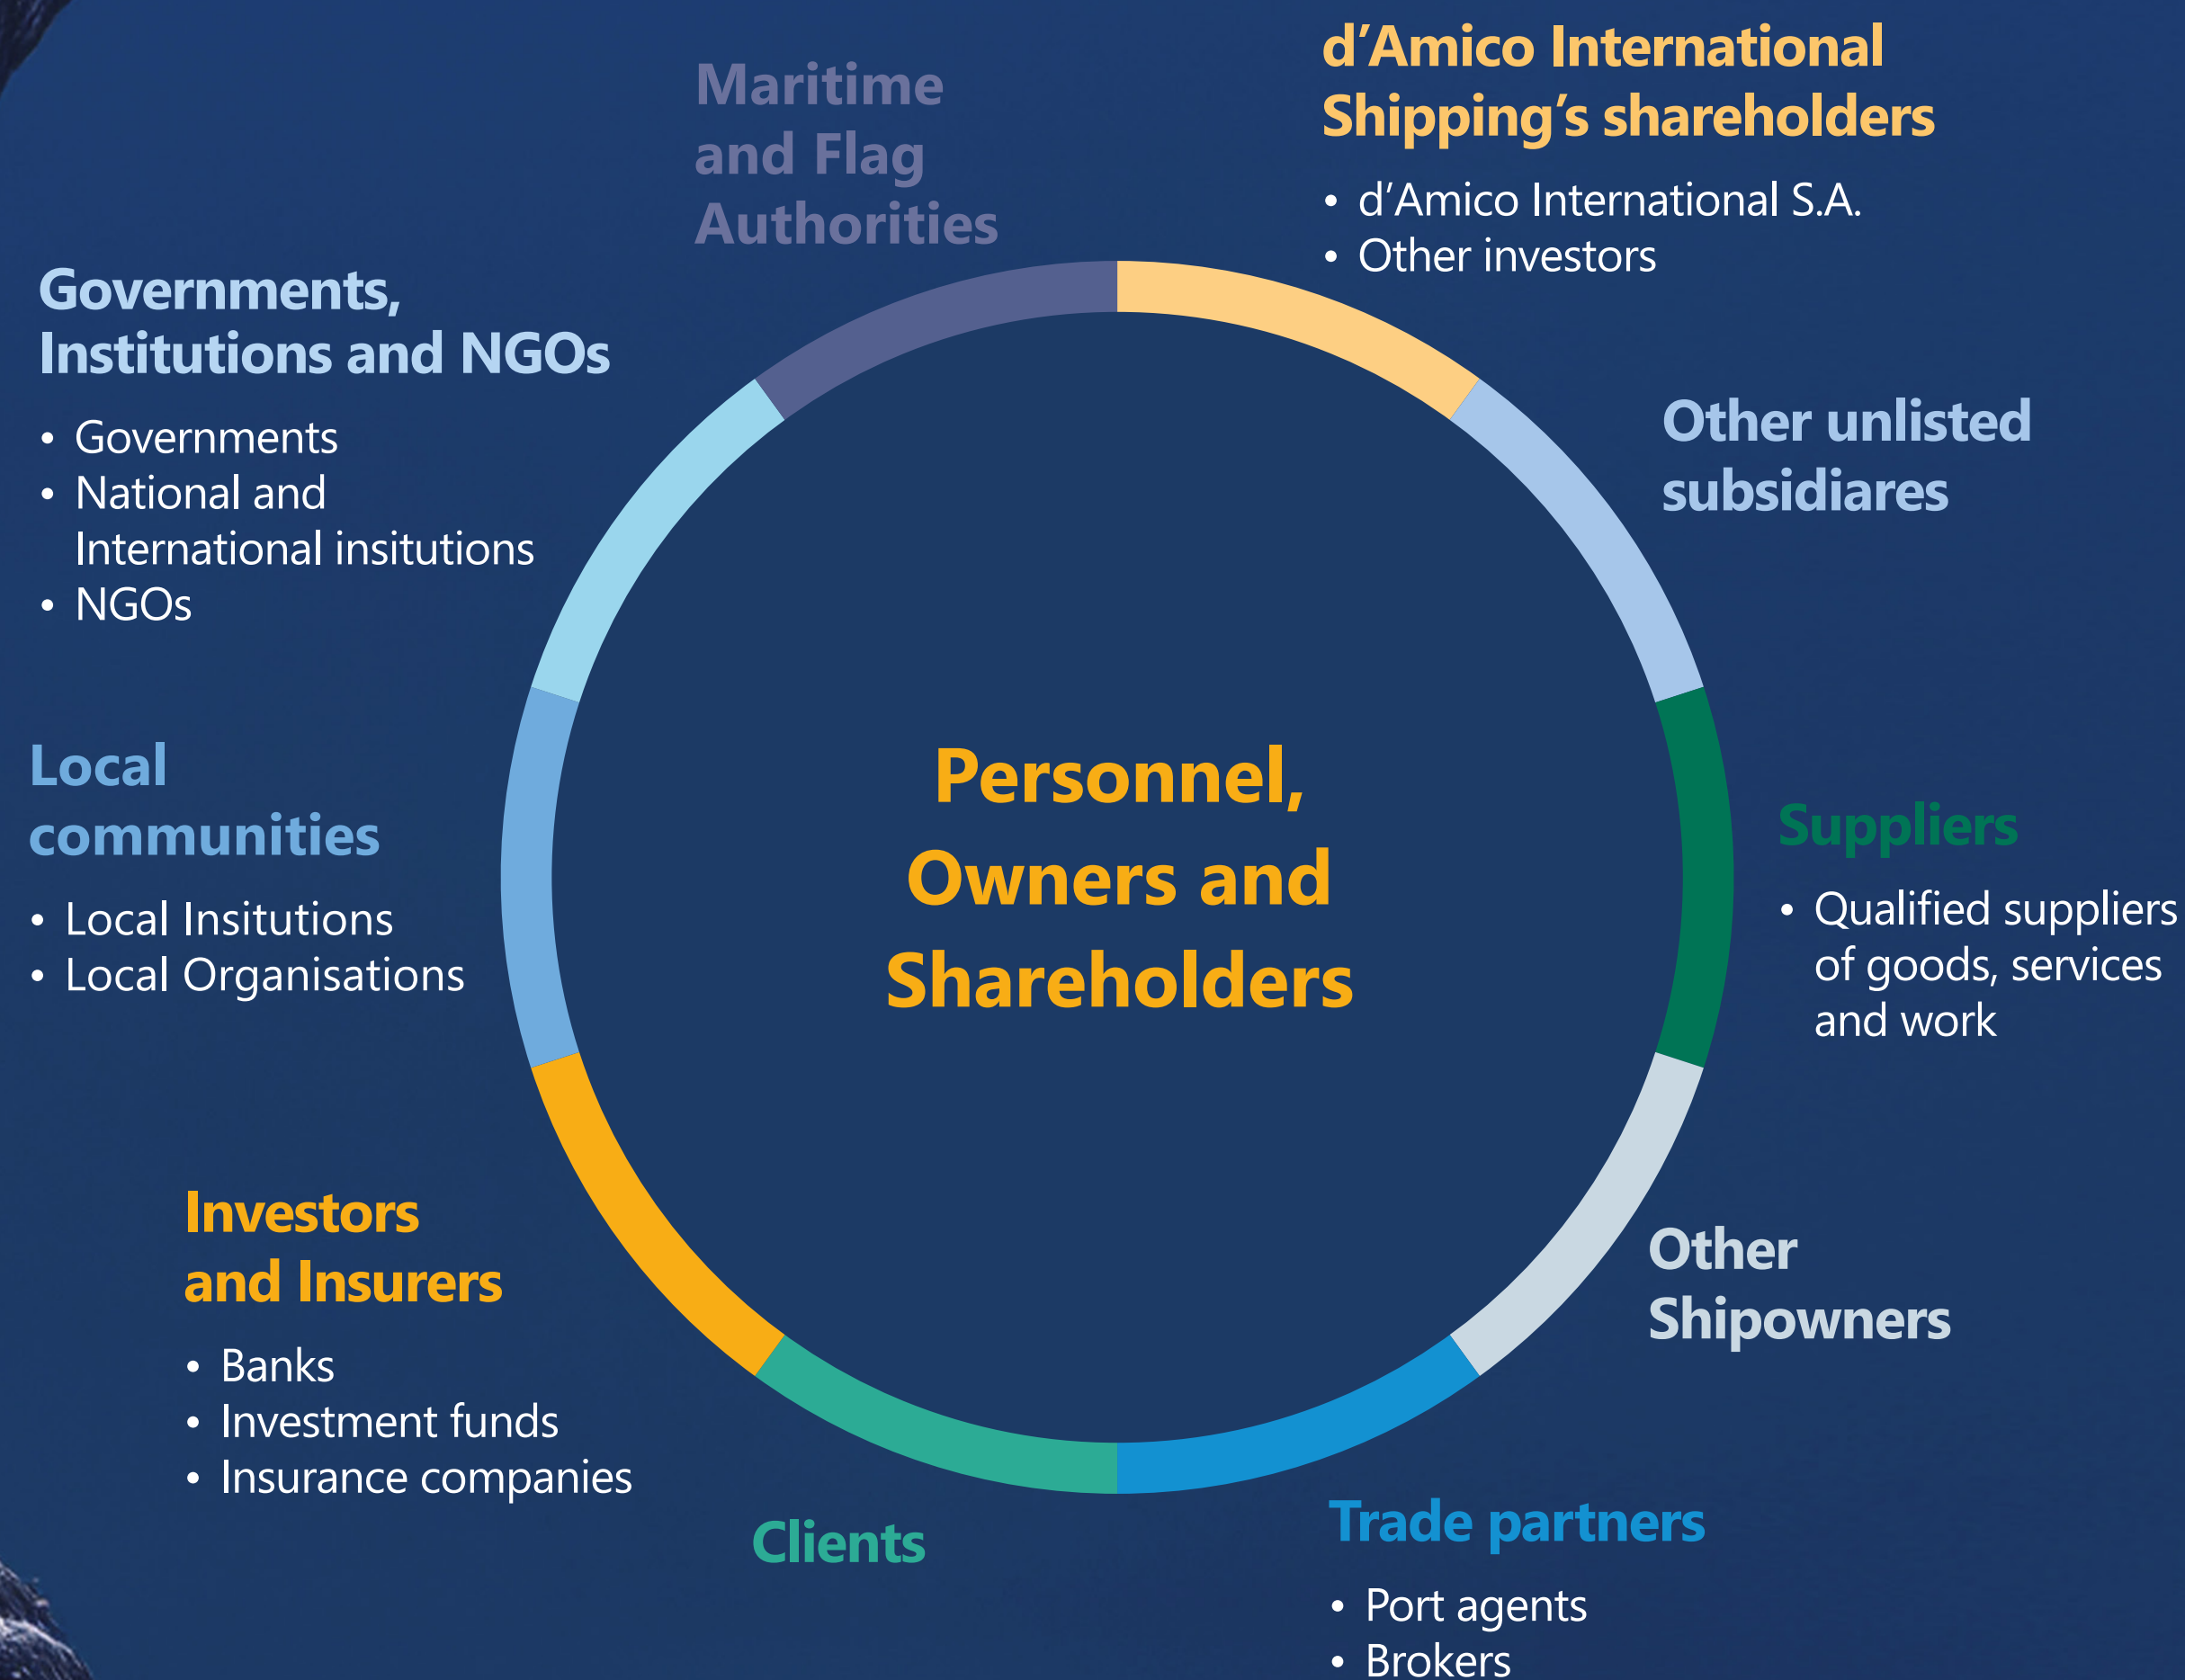 Maritime
and Flag
Authorities
d’Amico International
Shipping’s shareholders
• d’Amico International S.A.
• Other investors
Other unlisted
subsidiares
Suppliers
• Qualified suppliers
of goods, services
and work
Other
Shipowners
Trade partners
• Port agents
• Brokers
Clients
Investors
and Insurers
• Banks
• Investment funds
• Insurance companies
Local
communities
• Local Insitutions
• Local Organisations
Governments,
Institutions and NGOs
• Governments
• National and
International insitutions
• NGOs
Personnel,
Owners and
Shareholders